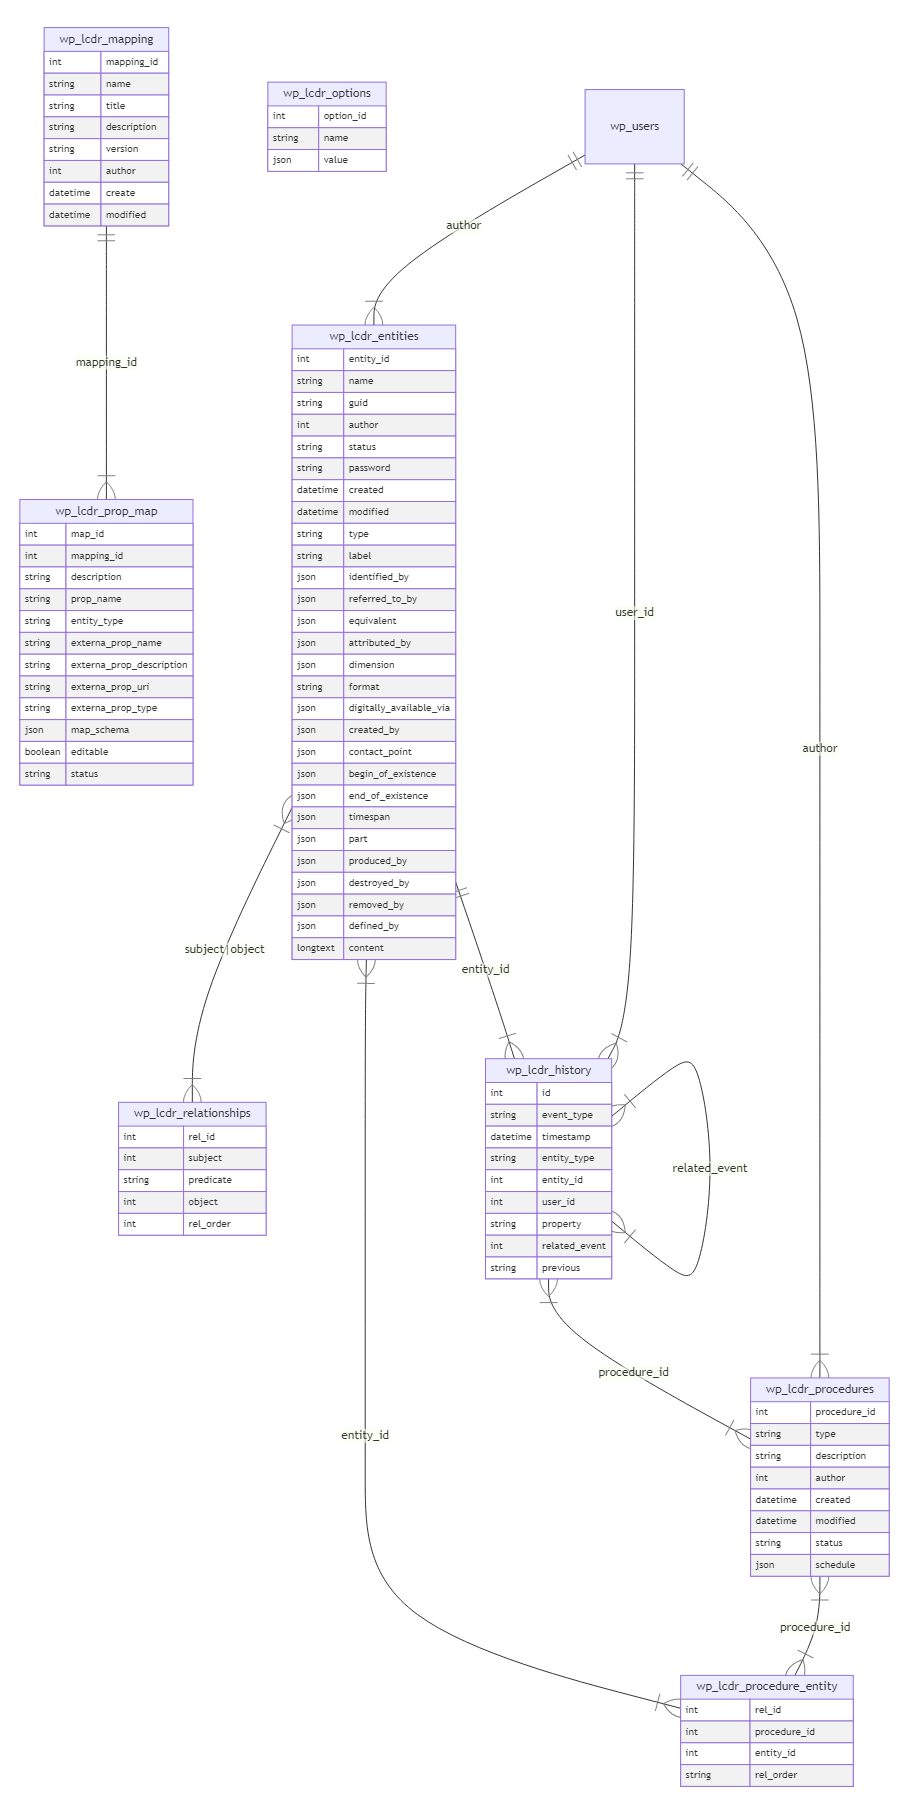 wp_lcdr_mapping
int mapping_id
string name
string title
string description
string version
int author
datetime create
datetime modified
wp_lcdr_options
int option_id
string name
json value
wp_users
author
mapping_id
wp_lcdr_entities
int entity_id
string name
string guid
int author
string status
string password
datetime created
datetime modified
string type
string label
json identified_by
json referred_to_by
json equivalent
json attributed_by
json dimension
string format
json digitally_available_via
json created_by
json contact_point
json begin_of_existence
json end_of_existence
json timespan
json part
json produced_by
json destroyed_by
json removed_by
json defined_by
longtext content
wp_lcdr_prop_map
int map_id
int mapping_id
string description
string prop_name
string entity_type
string externa_prop_name
string externa_prop_description
string externa_prop_uri
string externa_prop_type
json map_schema
boolean editable
string status
user_id
author
subject|object
entity_id
wp_lcdr_history
int id
string event_type
datetime timestamp
string entity_type
int entity_id
int user_id
string property
int related_event
string previous
related_event
wp_lcdr_relationships
int rel_id
int subject
string predicate
int object
int rel_order
procedure_id
entity_id
wp_lcdr_procedures
int procedure_id
string type
string description
int author
datetime created
datetime modified
string status
json schedule
procedure_id
wp_lcdr_procedure_entity
int rel_id
int procedure_id
int entity_id
string rel_order